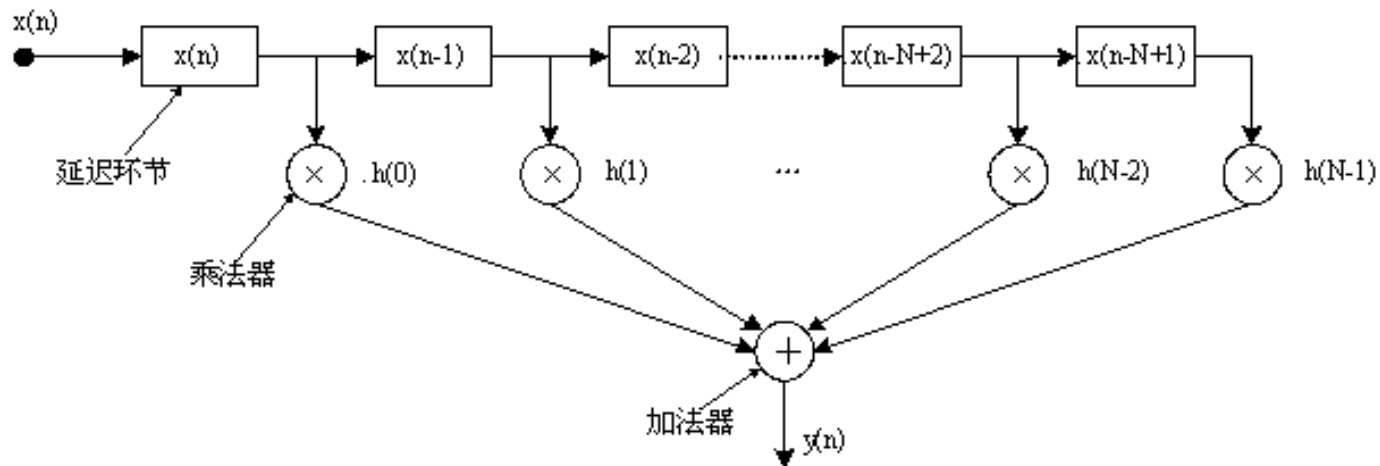 x(n)
x(n)
x(n-1)
x(n-2)
x(n-N+2)
x(n-N+1)
延迟环节
×
.h(0)
×
h(1)
...
×
h(N-2)
×
h(N-1)
乘法器
+
加法器
y(n)